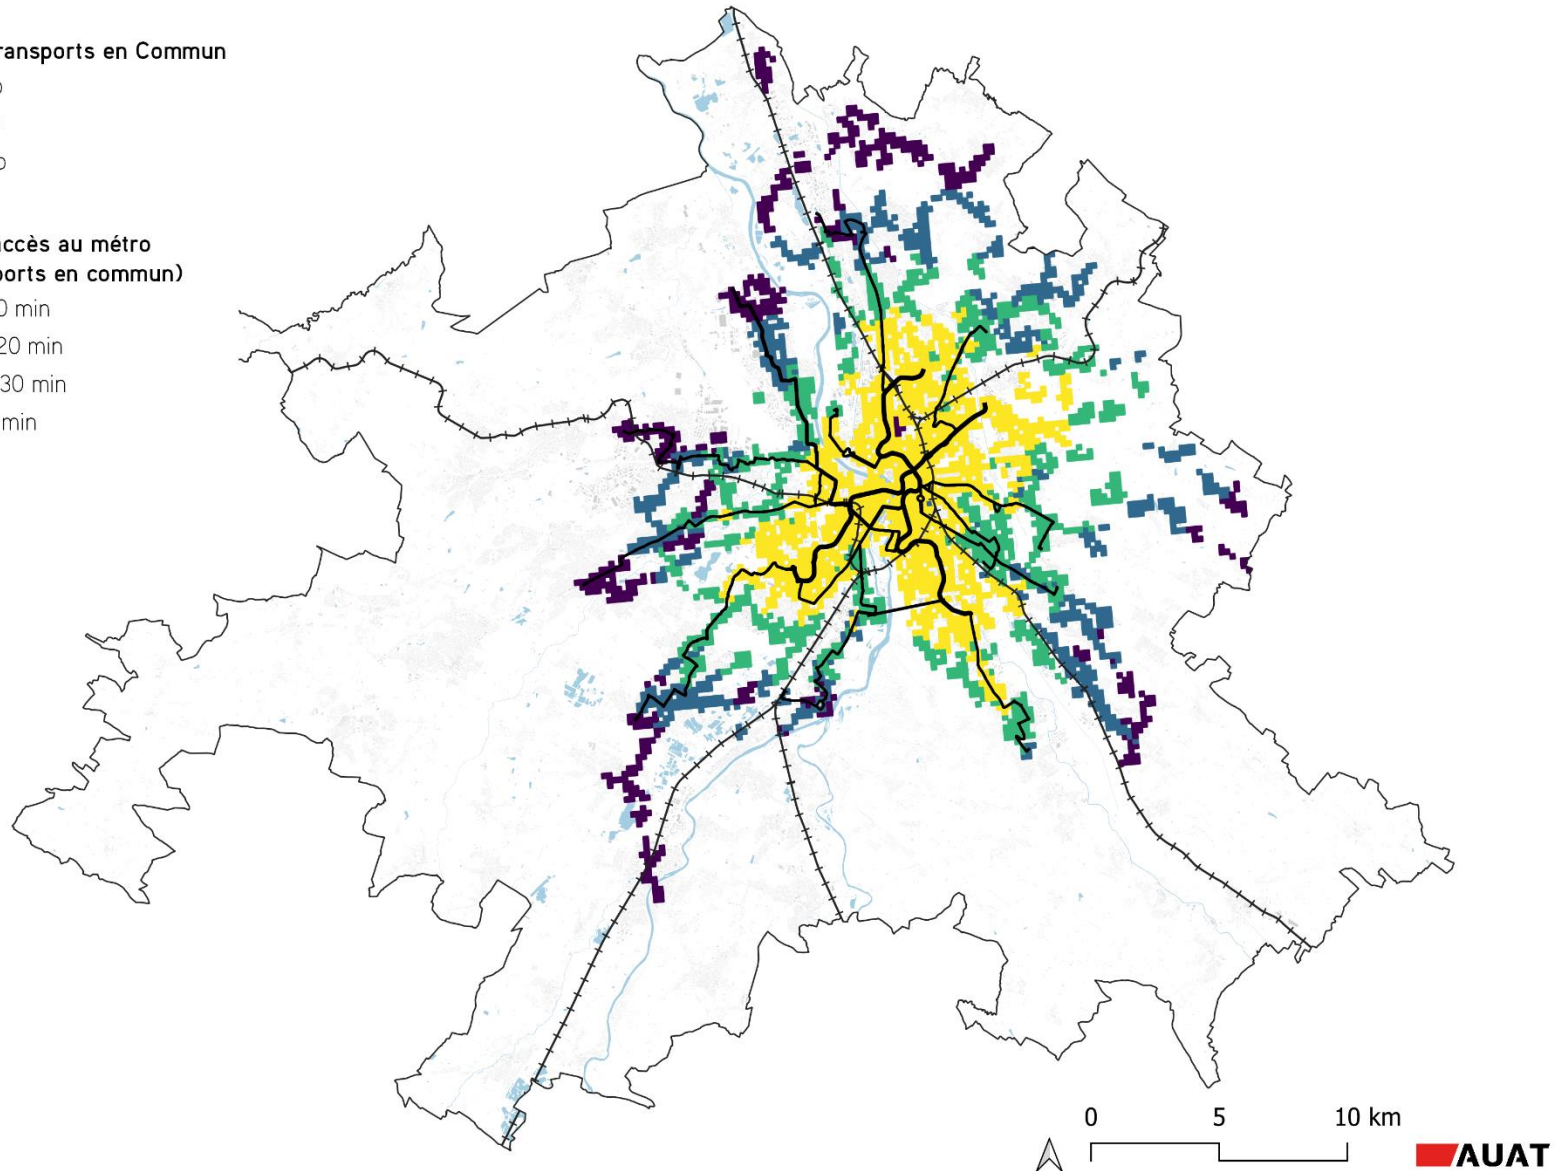 ransports en Commun
ccès au métro
ports en commun)
0 min
20 min
30 min
min
0 5 10 km
AUAT